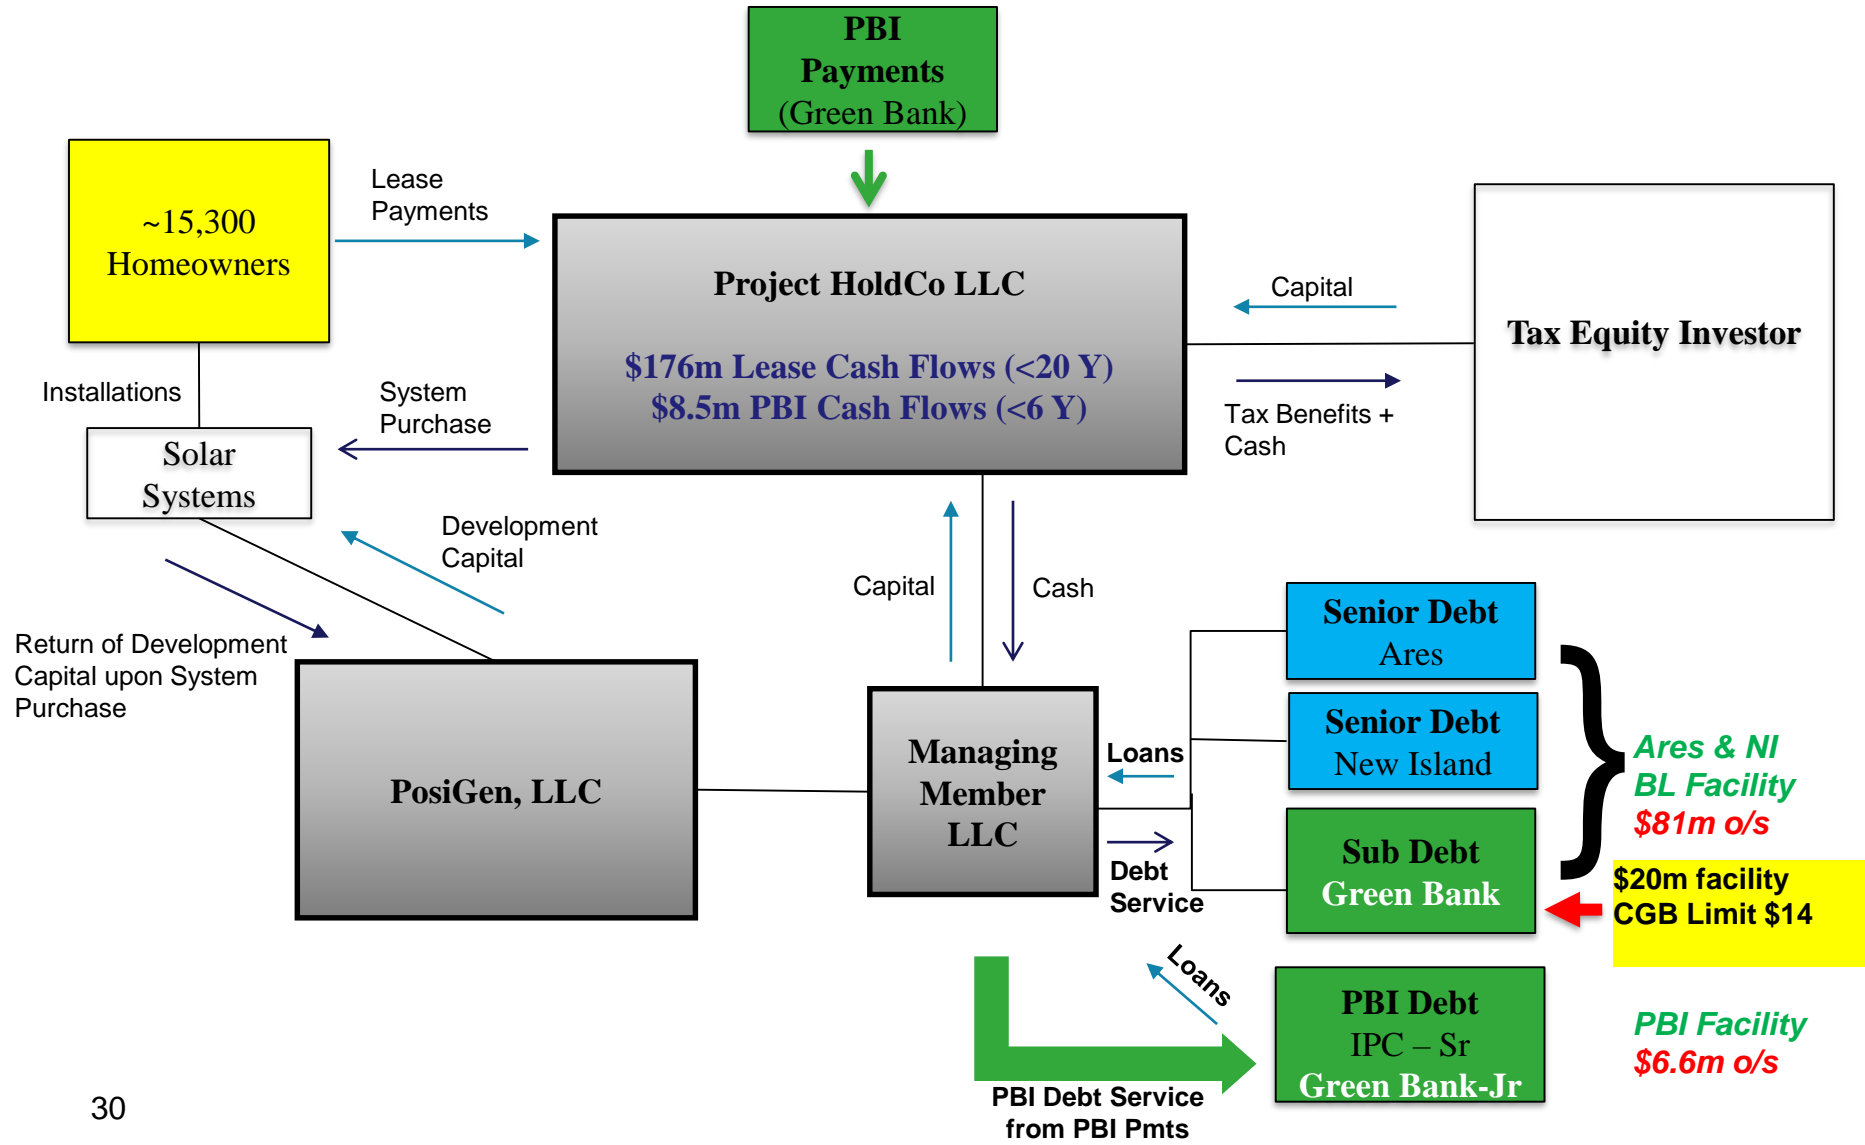 PBI
Payments
(Green Bank)
~15,300
Homeowners
Lease
Payments
Project HoldCo LLC
$176m Lease Cash Flows (<20 Y)
$8.5m PBI Cash Flows (<6 Y)
Capital
Tax Equity Investor
Tax Benefits +
Cash
Installations
System
Purchase
Solar
Systems
Development
Capital
Return of Development
Capital upon System
Purchase
Capital
Cash
PosiGen, LLC
Managing
Member
LLC
Loans
Debt
Service
Senior Debt
Ares
Senior Debt
New Island
Sub Debt
Green Bank
Ares & NI
BL Facility
$81m o/s
$20m facility
CGB Limit $14
Loans
PBI Debt
IPC – Sr
Green Bank-Jr
PBI Facility
$6.6m o/s
PBI Debt Service
from PBI Pmts
30